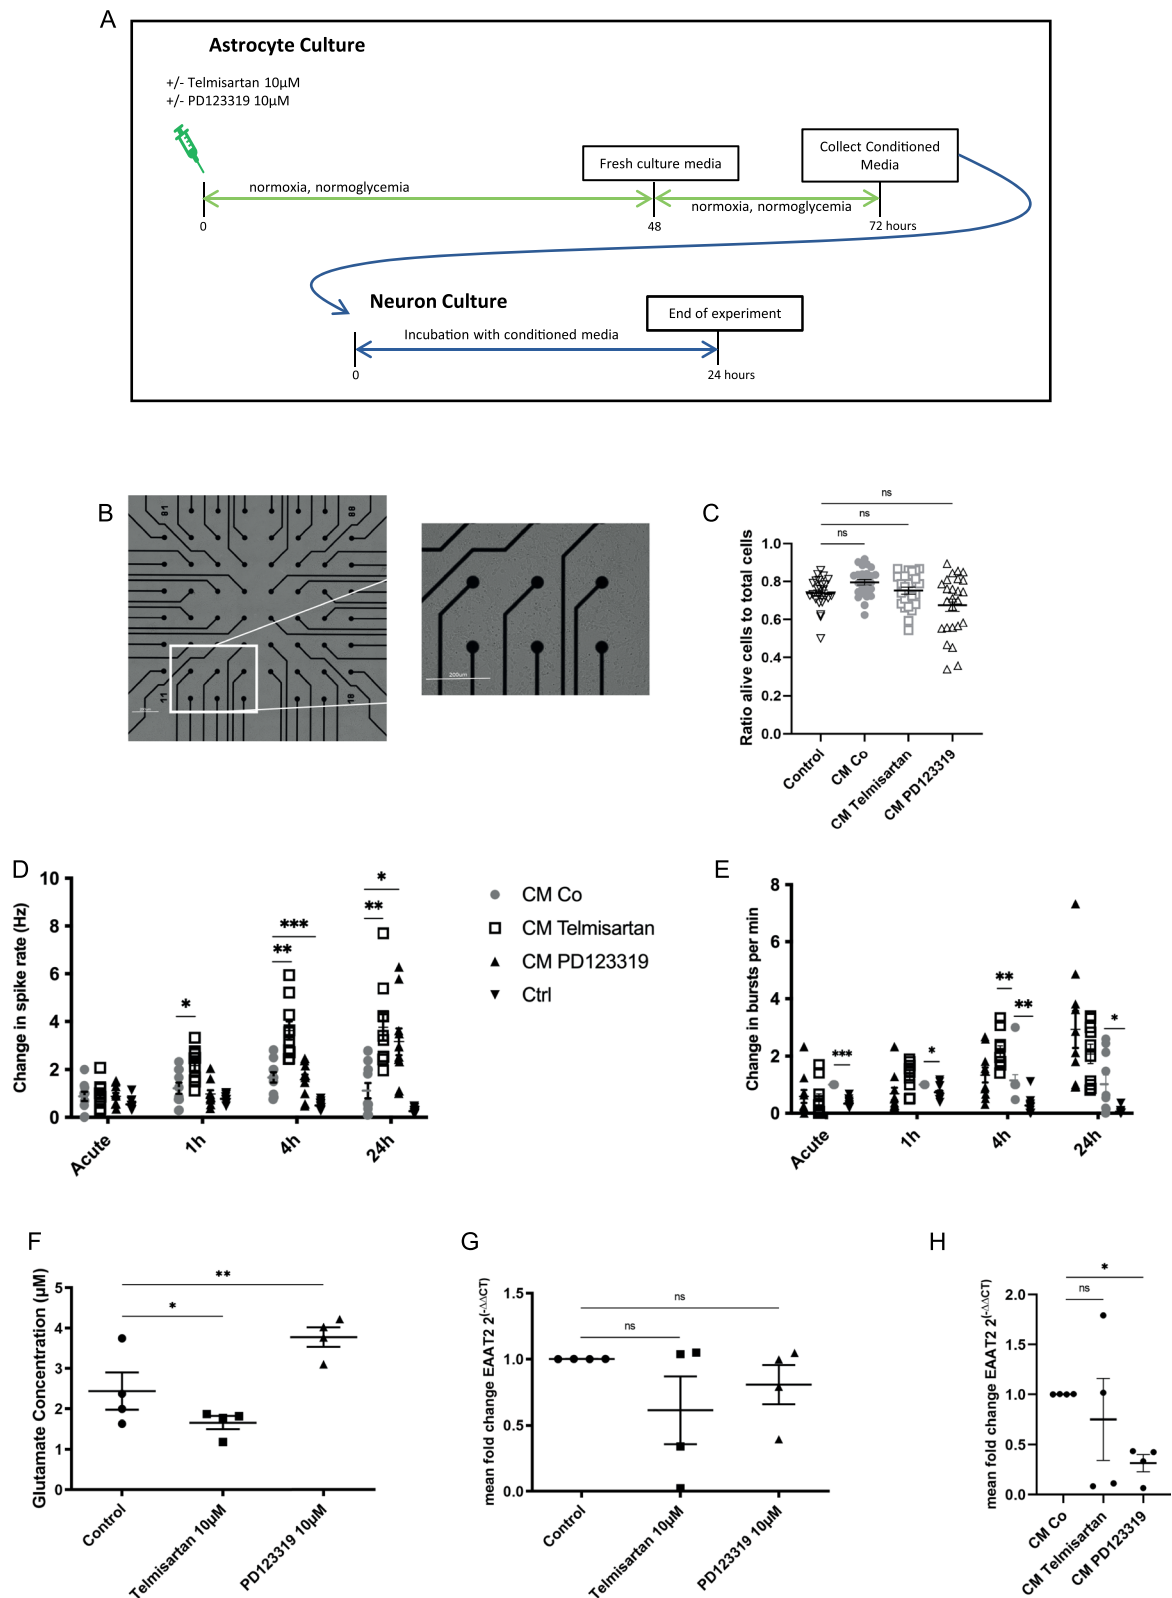 A
Astrocyte Culture
+/- Telmisartan 10µM
+/- PD123319 10µM
Fresh culture media
Collect Conditioned
Media
normoxia, normoglycemia
normoxia, normoglycemia
0
48
72 hours
Neuron Culture
End of experiment
Incubation with conditioned media
0
24 hours
B
81
88
11
18
200um
C
ns
ns
ns
Ratio alive cells to total cells
1.0
0.8
0.6
0.4
0.2
0.0
Control
CM Co
CM Telmisartan
CM PD123319
D
Change in spike rate (Hz)
10
8
6
4
2
0
*
**
***
**
*
Acute
1h
4h
24h
CM Co
CM Telmisartan
CM PD123319
Ctrl
E
Change in bursts per min
8
6
4
2
0
***
*
**
**
*
Acute
1h
4h
24h
F
Glutamate Concentration (µM)
5
4
3
2
1
0
**
*
Control
Telmisartan 10µM
PD123319 10µM
G
mean fold change EAAT2 2(-ΔΔCT)
1.5
1.0
0.5
0.0
ns
ns
Control
Telmisartan 10µM
PD123319 10µM
H
mean fold change EAAT2 2(-ΔΔCT)
2.0
1.5
1.0
0.5
0.0
*
ns
CM Co
CM Telmisartan
CM PD123319